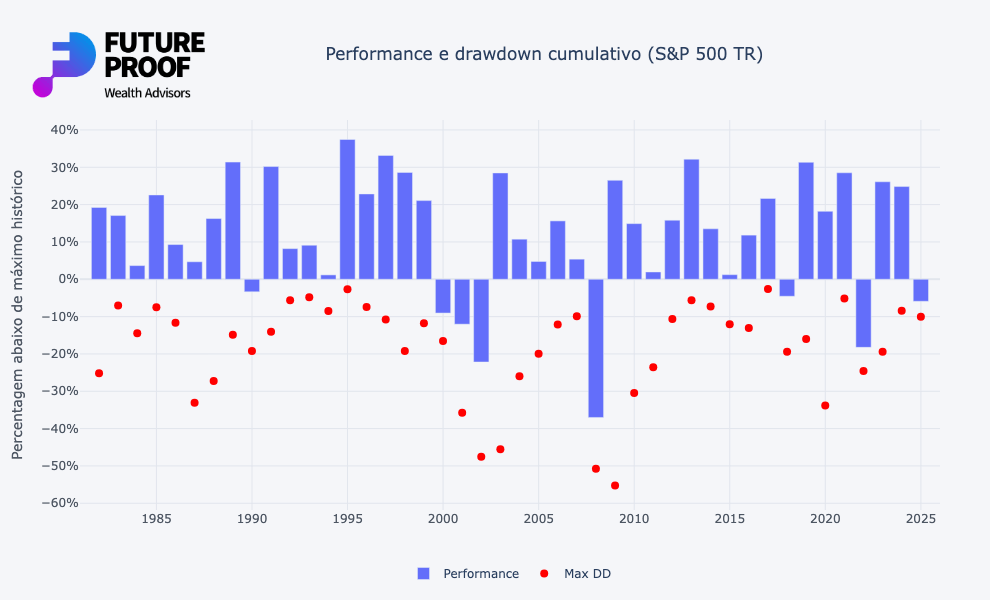 FUTURE
PROOF
Wealth Advisors
Performance e drawdown cumulativo (S&P 500 TR)
Percentagem abaixo de máximo histórico
40%
30%
20%
10%
0%
−10%
−20%
−30%
−40%
−50%
−60%
1985 1990 1995 2000 2005 2010 2015 2020 2025
Performance Max DD